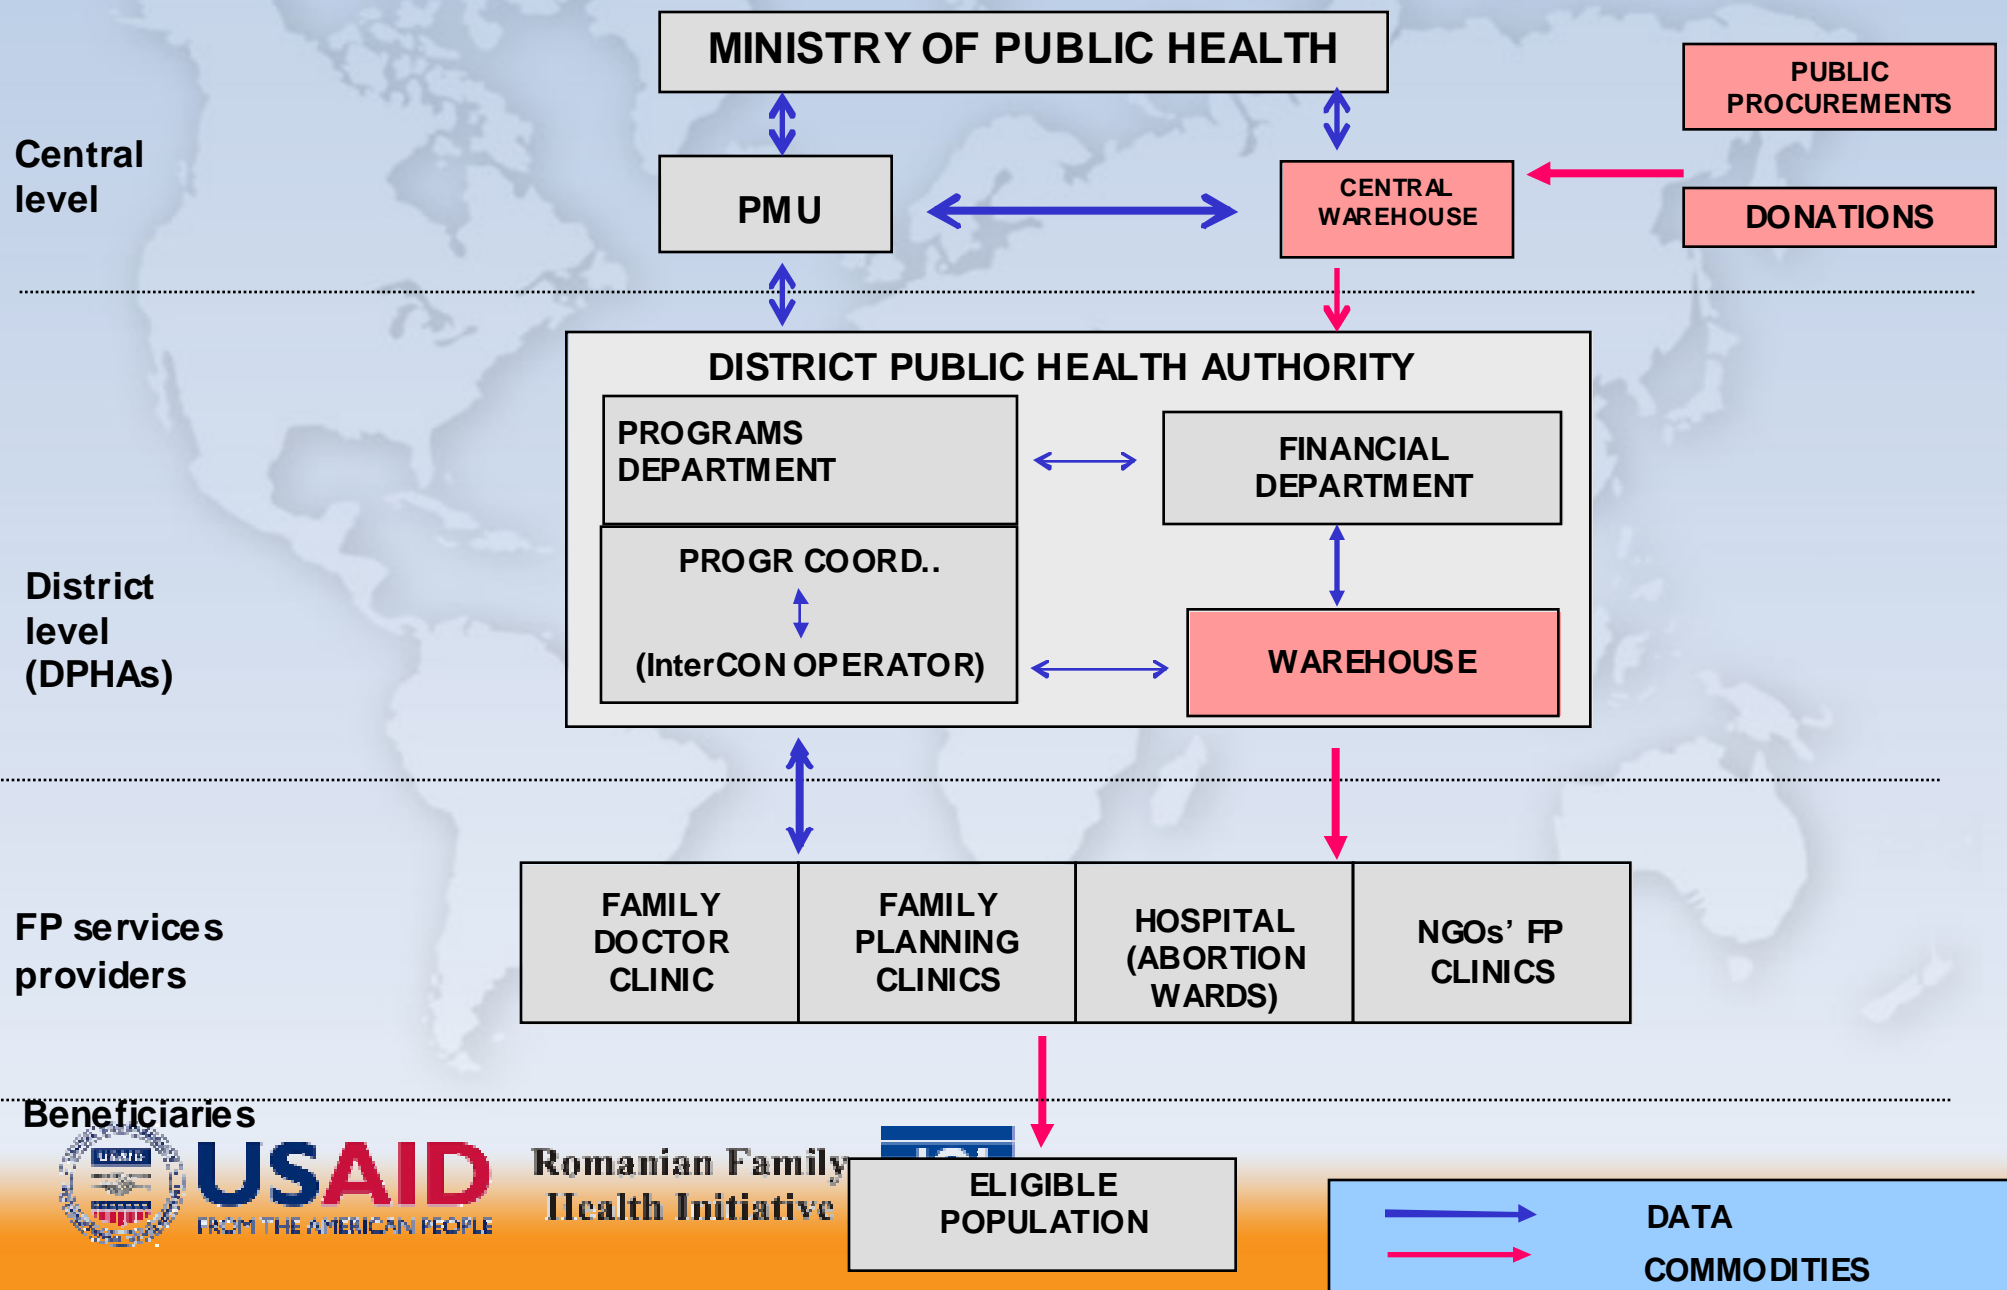 MINISTRY OF PUBLIC HEALTH
PUBLIC
PROCUREMENTS
Central
level
PMU
CENTRAL
WAREHOUSE
DONATIONS
DISTRICT PUBLIC HEALTH AUTHORITY
PROGRAMS
DEPARTMENT
FINANCIAL
DEPARTMENT
PROGR COORD..
(InterCON OPERATOR)
WAREHOUSE
District
level
(DPHAs)
FP services
providers
FAMILY
DOCTOR
CLINIC
FAMILY
PLANNING
CLINICS
HOSPITAL
(ABORTION
WARDS)
NGOs’ FP
CLINICS
Beneficiaries
USAID
USAID
FROM THE AMERICAN PEOPLE
Romanian Family
Health Initiative
ELIGIBLE
POPULATION
DATA
COMMODITIES